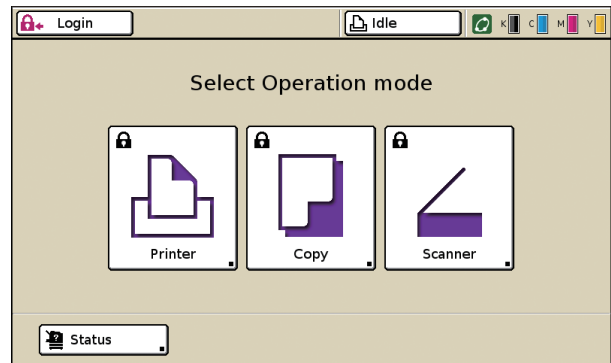 Login
Idle
K C M Y
Select Operation mode
Printer Copy Scanner
Status